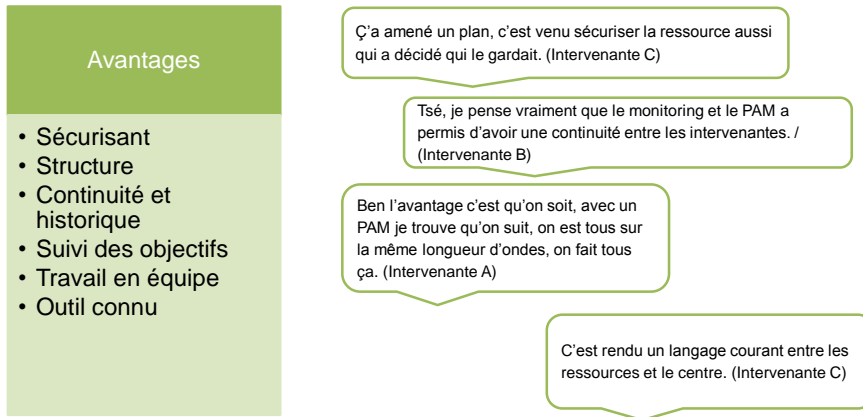 Avantages
• Sécurisant
• Structure
• Continuité et
historique
• Suivi des objectifs
• Travail en équipe
• Outil connu
Ç'a amené un plan, c'est venu sécuriser la ressource aussi
qui a décidé qui le gardait. (Intervenante C)
Tsé, je pense vraiment que le monitoring et le PAM a
permis d'avoir une continuité entre les intervenantes. /
(Intervenante B)
Ben l'avantage c'est qu'on soit, avec un
PAM je trouve qu'on suit, on est tous sur
la même longueur d'ondes, on fait tous
ça. (Intervenante A)
C'est rendu un langage courant entre les
ressources et le centre. (Intervenante C)